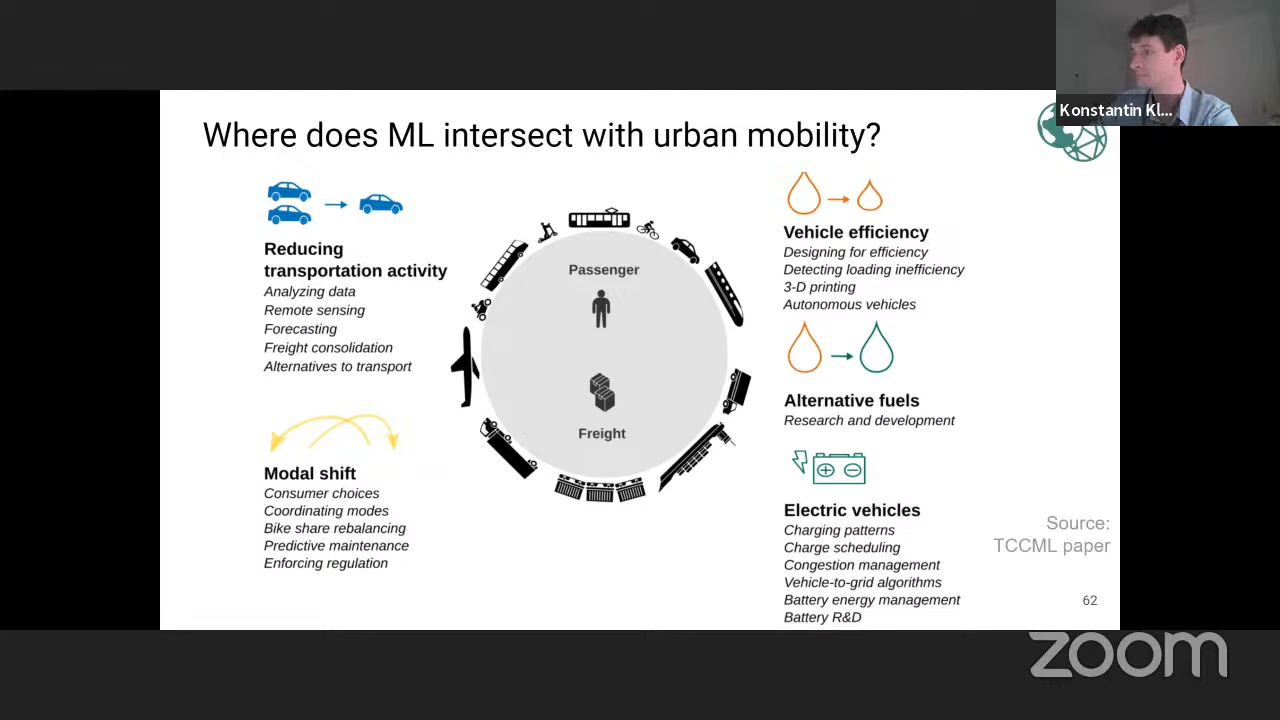 Konstantin Kl...
Where does ML intersect with urban mobility?
Reducing
transportation activity
Analyzing data
Remote sensing
Forecasting
Freight consolidation
Alternatives to transport
Modal shift
Consumer choices
Coordinating modes
Bike share rebalancing
Predictive maintenance
Enforcing regulation
Passenger
Freight
Vehicle efficiency
Designing for efficiency
Detecting loading inefficiency
3-D printing
Autonomous vehicles
Alternative fuels
Research and development
Electric vehicles
Charging patterns
Charge scheduling
Congestion management
Vehicle-to-grid algorithms
Battery energy management
Battery R&D
Source:
TCCML paper
62
zoom